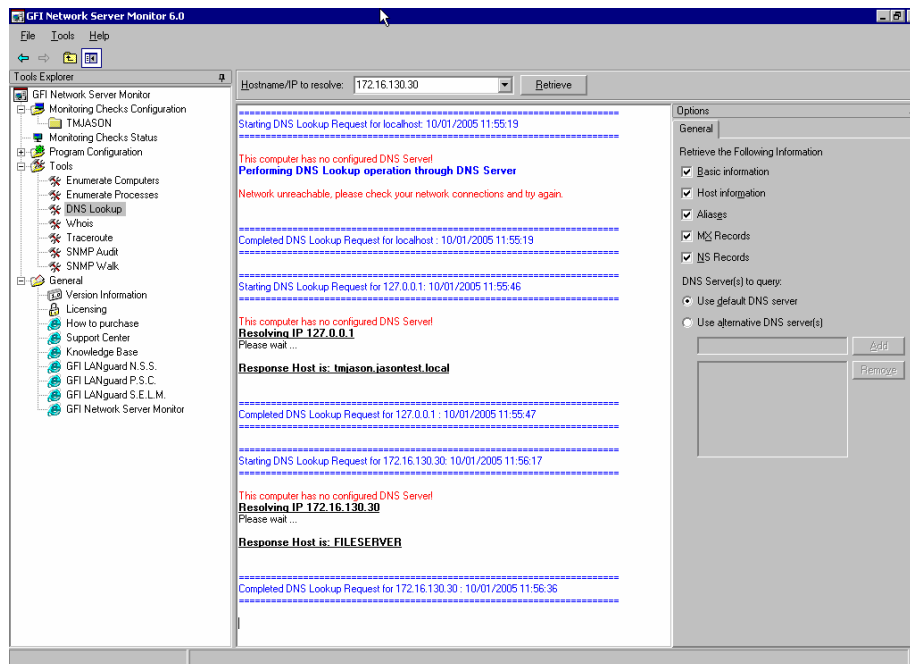 GFI Network Server Monitor 6.0
File Tools Help
Tools Explorer
GFI Network Server Monitor
Monitoring Checks Configuration
TMJASON
Monitoring Checks Status
Program Configuration
Tools
Enumerate Computers
Enumerate Processes
DNS Lookup
Whois
Traceroute
SNMP Audit
SNMP Walk
General
Version Information
Licensing
How to purchase
Support Center
Knowledge Base
GFI LANguard N.S.S.
GFI LANguard P.S.C.
GFI LANguard S.E.L.M.
GFI Network Server Monitor
Hostname/IP to resolve: 172.16.130.30 Retrieve
==========================================================================
Starting DNS Lookup Request for localhost: 10/01/2005 11:55:19
==========================================================================
This computer has no configured DNS Server!
Performing DNS Lookup operation through DNS Server
Network unreachable, please check your network connections and try again.
==========================================================================
Completed DNS Lookup Request for localhost : 10/01/2005 11:55:19
==========================================================================
==========================================================================
Starting DNS Lookup Request for 127.0.0.1: 10/01/2005 11:55:46
==========================================================================
This computer has no configured DNS Server!
Resolving IP 127.0.0.1
Please wait ...
Response Host is: tmjason.jasontest.local
==========================================================================
Completed DNS Lookup Request for 127.0.0.1 : 10/01/2005 11:55:47
==========================================================================
==========================================================================
Starting DNS Lookup Request for 172.16.130.30: 10/01/2005 11:56:17
==========================================================================
This computer has no configured DNS Server!
Resolving IP 172.16.130.30
Please wait ...
Response Host is: FILESERVER
==========================================================================
Completed DNS Lookup Request for 172.16.130.30 : 10/01/2005 11:56:36
==========================================================================
Options
General
Retrieve the Following Information
Basic information
Host information
Aliases
MX Records
NS Records
DNS Server(s) to query:
Use default DNS server
Use alternative DNS server(s)
Add
Remove